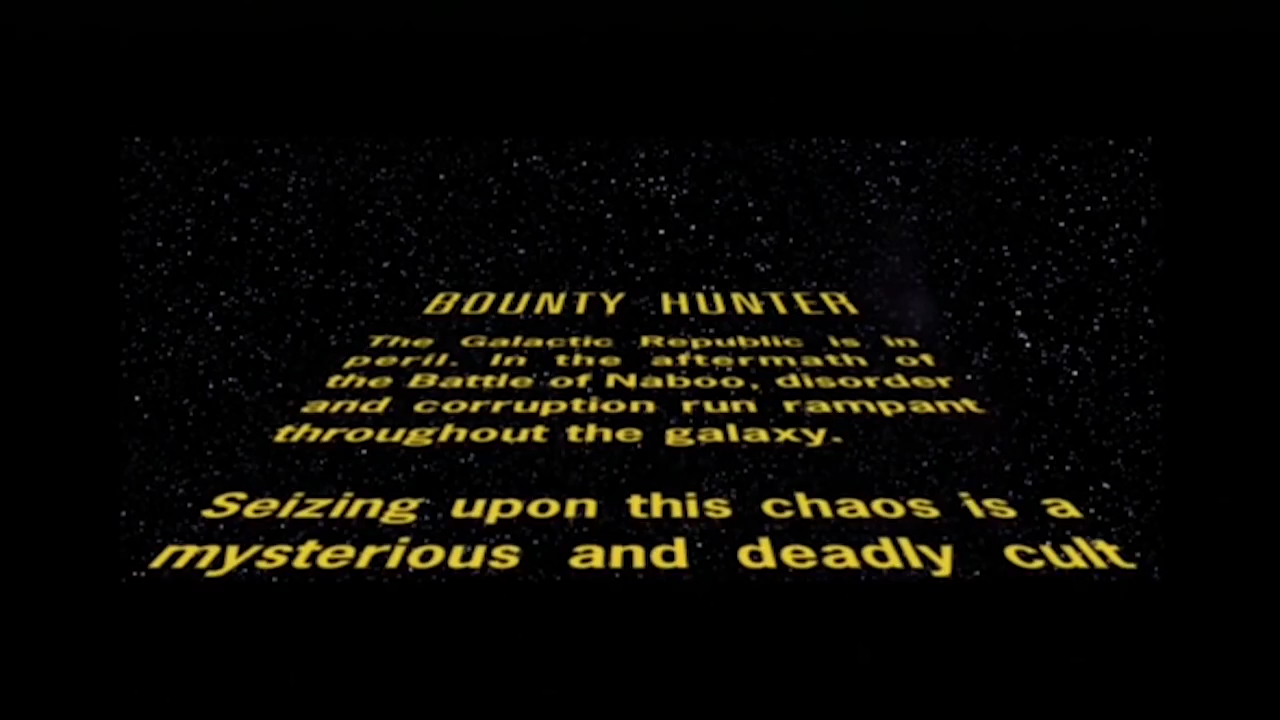 BOUNTY HUNTER
The Galactic Republic is in
peril. In the aftermath of
the Battle of Naboo, disorder
and corruption run rampant
throughout the galaxy.
Seizing upon this chaos is a
mysterious and deadly cult